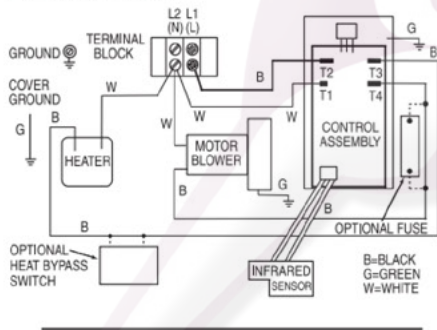 L2 L1
(N) (L)
GROUND
TERMINAL
BLOCK
G
B
T2 T3
T1 T4
COVER
GROUND
W
W
B
W
W
G
B
HEATER
MOTOR
BLOWER
CONTROL
ASSEMBLY
B
G
B
B
OPTIONAL FUSE
OPTIONAL
HEAT BYPASS
SWITCH
INFRARED
SENSOR
B=BLACK
G=GREEN
W=WHITE